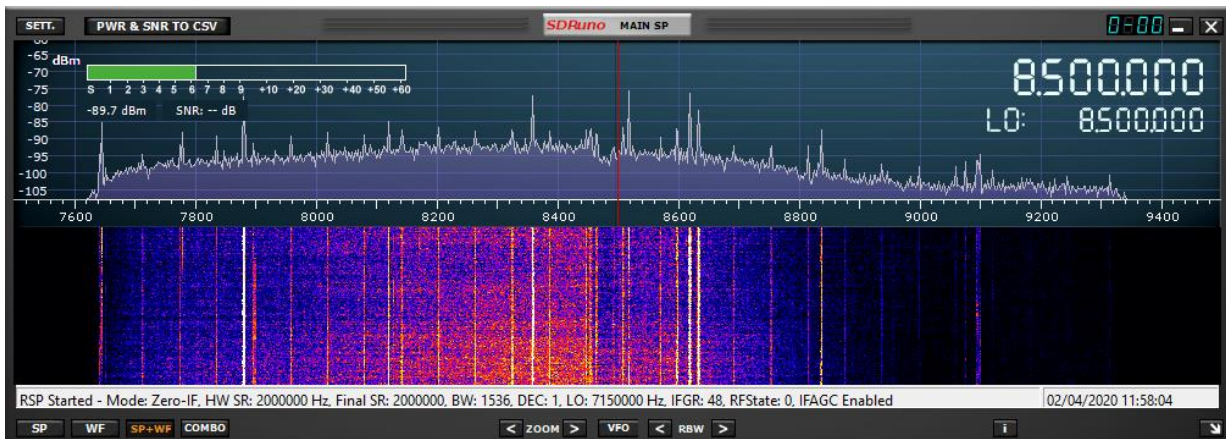 SETT. PWR & SNR TO CSV SDRuno MAIN SP 0-00
-65 dBm
-70
-75 S 1 2 3 4 5 6 7 8 9 +10 +20 +30 +40 +50 +60 8.500.000
-80 -89.7 dBm SNR: -- dB LO: 8.500.000
-85
-90
-95
-100
-105
7600 7800 8000 8200 8400 8600 8800 9000 9200 9400
RSP Started - Mode: Zero-IF, HW SR: 2000000 Hz, Final SR: 2000000, BW: 1536, DEC: 1, LO: 7150000 Hz, IFGR: 48, RFState: 0, IFAGC Enabled 02/04/2020 11:58:04
SP WF SP+WF COMBO < ZOOM > VFO < RBW > i